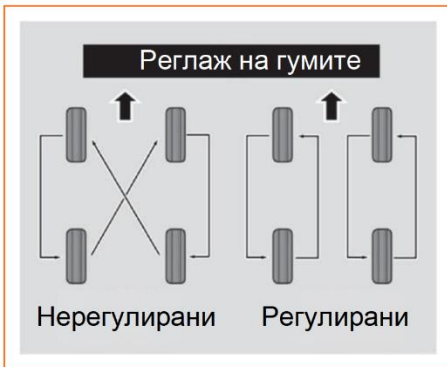 Реглаж на гумите
Нерегулирани
Регулирани